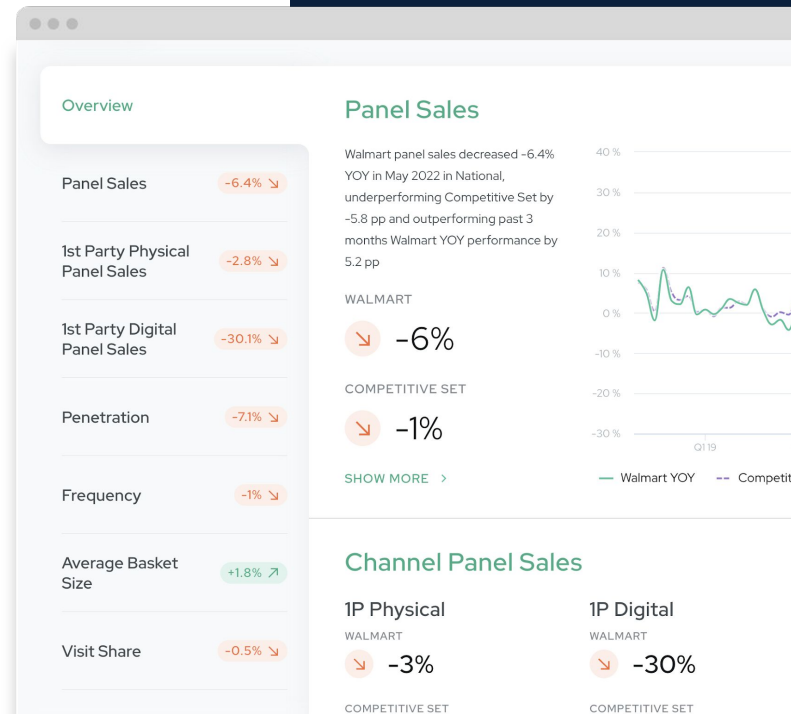 Overview
Panel Sales
-6.4%
1st Party Physical
Panel Sales
-2.8%
1st Party Digital
Panel Sales
-30.1%
Penetration
-7.1%
Frequency
-1%
Average Basket
Size
+1.8%
Visit Share
-0.5%
Panel Sales
Walmart panel sales decreased -6.4%
YOY in May 2022 in National,
underperforming Competitive Set by
-5.8 pp and outperforming past 3
months Walmart YOY performance by
5.2 pp
WALMART
-6%
COMPETITIVE SET
-1%
SHOW MORE
40 %
30 %
20 %
10 %
0 %
-10 %
-20 %
-30 %
Q1 19
Walmart YOY
Competit
Channel Panel Sales
1P Physical
WALMART
-3%
COMPETITIVE SET
1P Digital
WALMART
-30%
COMPETITIVE SET